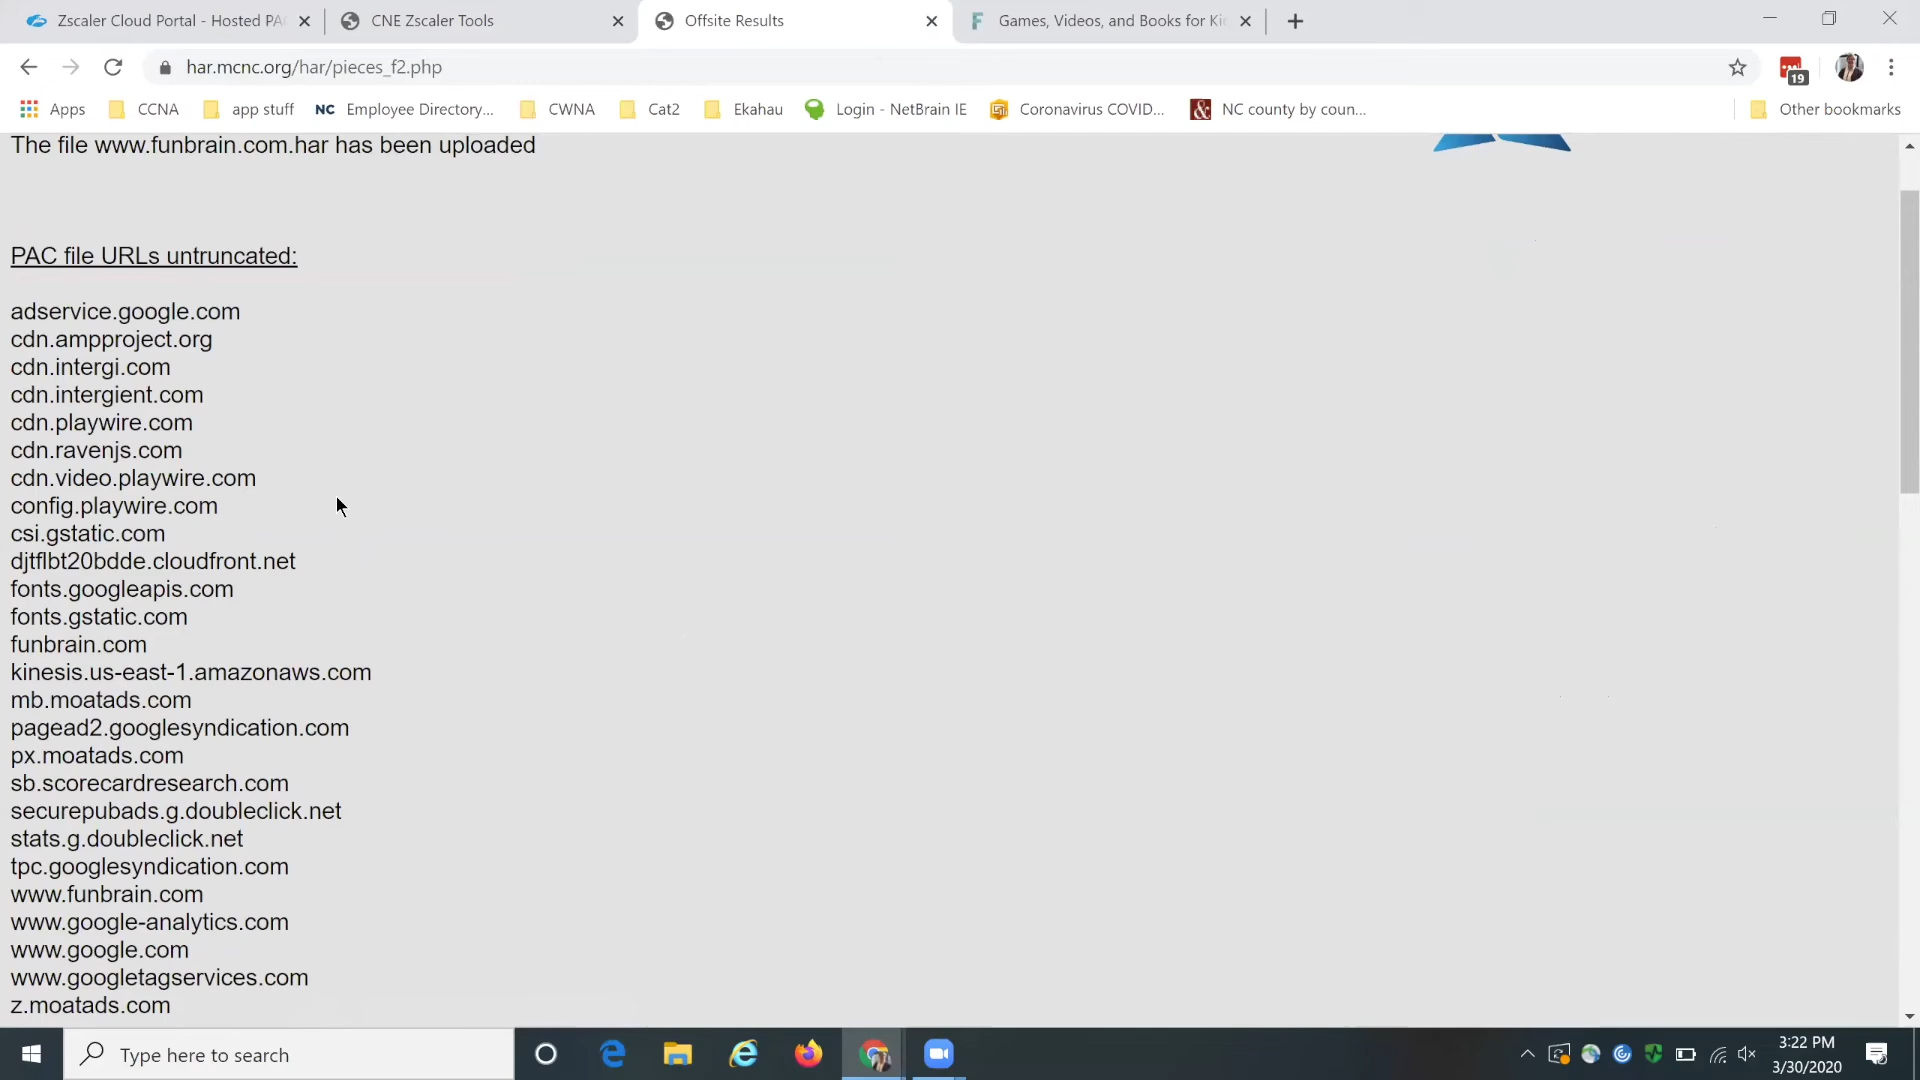 Zscaler Cloud Portal - Hosted PA
CNE Zscaler Tools
Offsite Results
Games, Videos, and Books for Ki
har.mcnc.org/har/pieces_f2.php
19
Apps
CCNA
app stuff
NC Employee Directory...
CWNA
Cat2
Ekahau
Login - NetBrain IE
Coronavirus COVID...
& NC county by coun...
Other bookmarks
The file www.funbrain.com.har has been uploaded
PAC file URLs untruncated:
adservice.google.com
cdn.ampproject.org
cdn.intergi.com
cdn.intergient.com
cdn.playwire.com
cdn.ravenjs.com
cdn.video.playwire.com
config.playwire.com
csi.gstatic.com
djtflbt20bdde.cloudfront.net
fonts.googleapis.com
fonts.gstatic.com
funbrain.com
kinesis.us-east-1.amazonaws.com
mb.moatads.com
pagead2.googlesyndication.com
px.moatads.com
sb.scorecardresearch.com
securepubads.g.doubleclick.net
stats.g.doubleclick.net
tpc.googlesyndication.com
www.funbrain.com
www.google-analytics.com
www.google.com
www.googletagservices.com
z.moatads.com
Type here to search
3:22 PM
3/30/2020